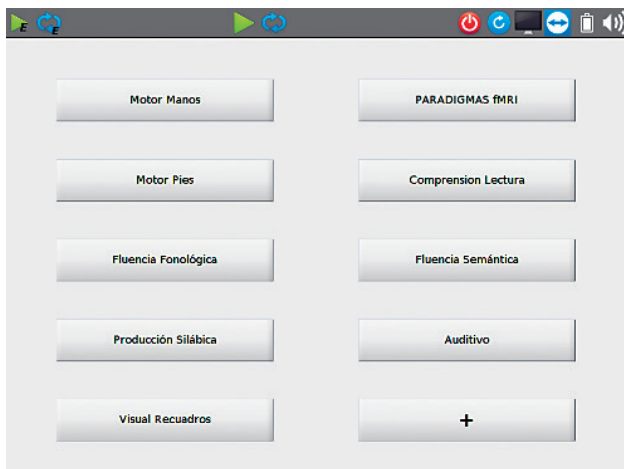 E E
Motor Manos
PARADIGMAS fMRI
Motor Pies
Comprension Lectura
Fluencia Fonológica
Fluencia Semántica
Producción Silábica
Auditivo
Visual Recuadros
+